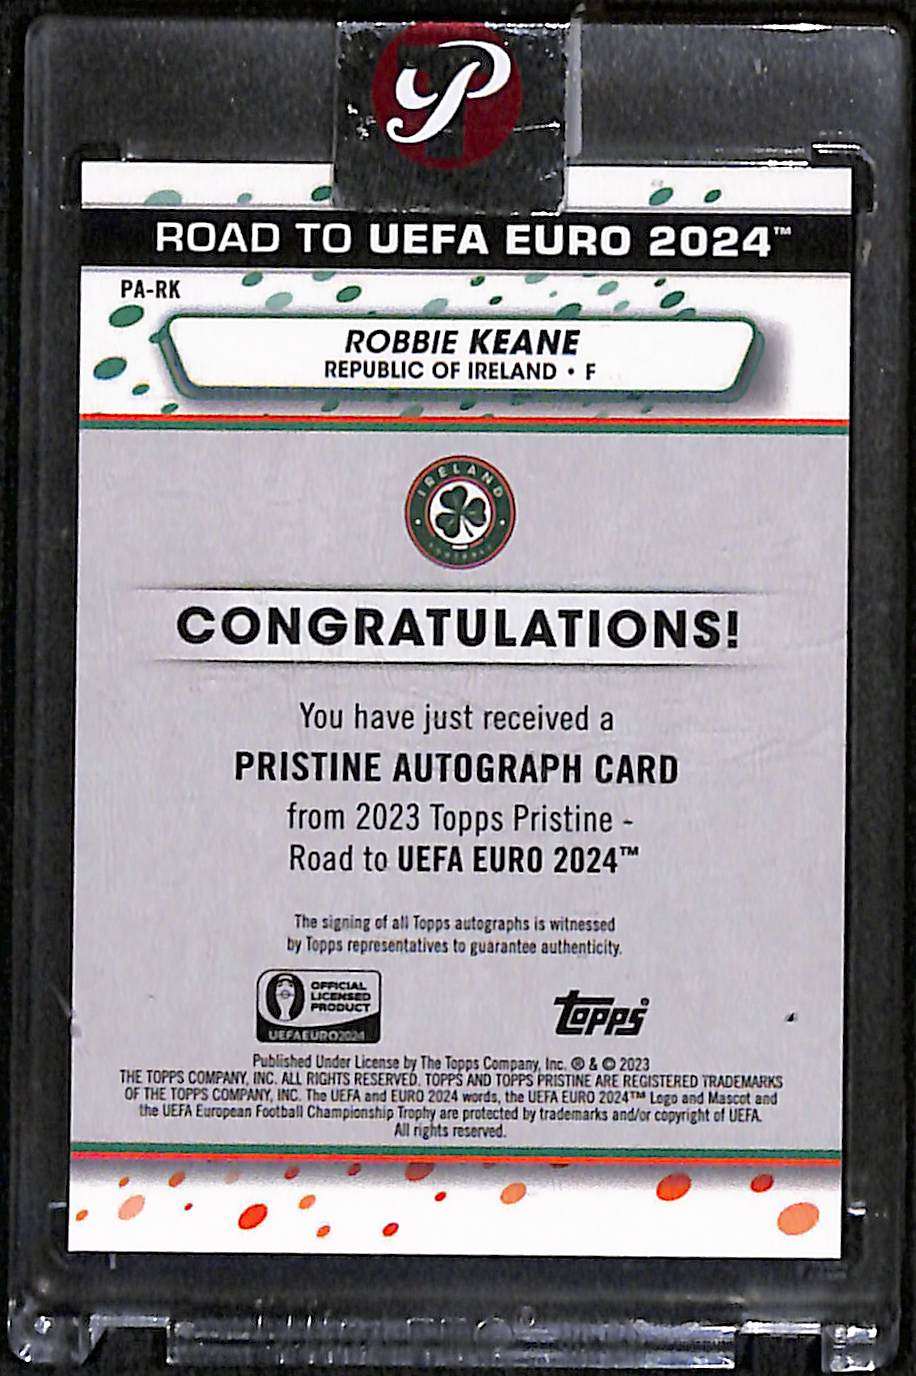 P
ROAD TO UEFA EURO 2024™
PA-RK
ROBBIE KEANE
REPUBLIC OF IRELAND • F
IRELAND
FOOTBALL
CONGRATULATIONS!
You have just received a
PRISTINE AUTOGRAPH CARD
from 2023 Topps Pristine -
Road to UEFA EURO 2024™
The signing of all Topps autographs is witnessed
by Topps representatives to guarantee authenticity.
OFFICIAL
LICENSED
PRODUCT
UEFAEURO2024
topps®
Published Under License by The Topps Company, Inc. ® & © 2023
THE TOPPS COMPANY, INC. ALL RIGHTS RESERVED. TOPPS AND TOPPS PRISTINE ARE REGISTERED TRADEMARKS
OF THE TOPPS COMPANY, INC. The UEFA and EURO 2024 words, the UEFA EURO 2024™ Logo and Mascot and
the UEFA European Football Championship Trophy are protected by trademarks and/or copyright of UEFA.
All rights reserved.